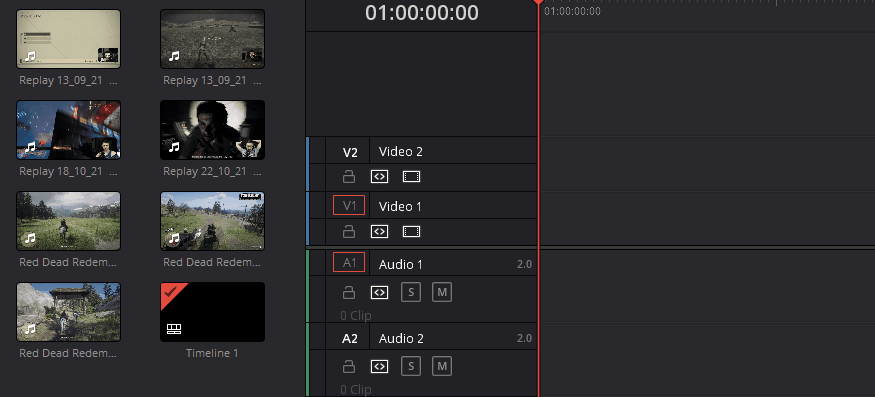 01:00:00:00
01:00:00:00
Replay 13_09_21 ...
Replay 13_09_21 ...
Replay 18_10_21 ...
Replay 22_10_21 ...
Red Dead Redem...
Red Dead Redem...
Red Dead Redem...
Timeline 1
V2 Video 2
V1 Video 1
A1 Audio 1 2.0
S M
0 Clip
A2 Audio 2 2.0
S M
0 Clip